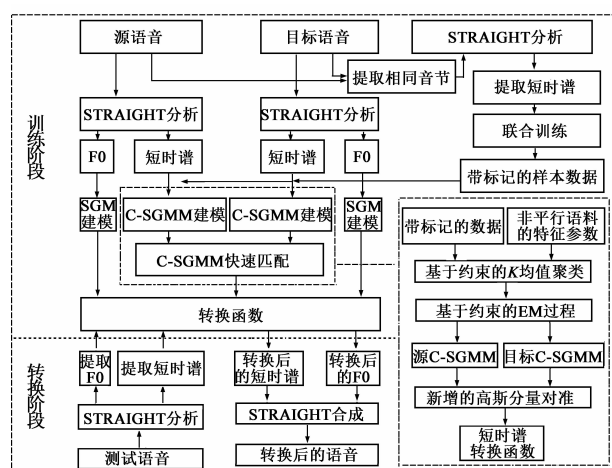 训练阶段
源语音
目标语音
STRAIGHT分析
提取相同音节
提取短时谱
STRAIGHT分析
STRAIGHT分析
联合训练
F0
短时谱
短时谱
F0
带标记的样本数据
SGM
建模
C-SGMM建模
C-SGMM建模
SGM
建模
C-SGMM快速匹配
转换函数
带标记的数据
非平行语料
的特征参数
基于约束的K均值聚类
基于约束的EM过程
源C-SGMM
目标C-SGMM
新增的高斯分量对准
短时谱
转换函数
转换阶段
提取
F0
提取短时谱
转换后
的短时谱
转换后
的F0
STRAIGHT分析
STRAIGHT合成
测试语音
转换后的语音